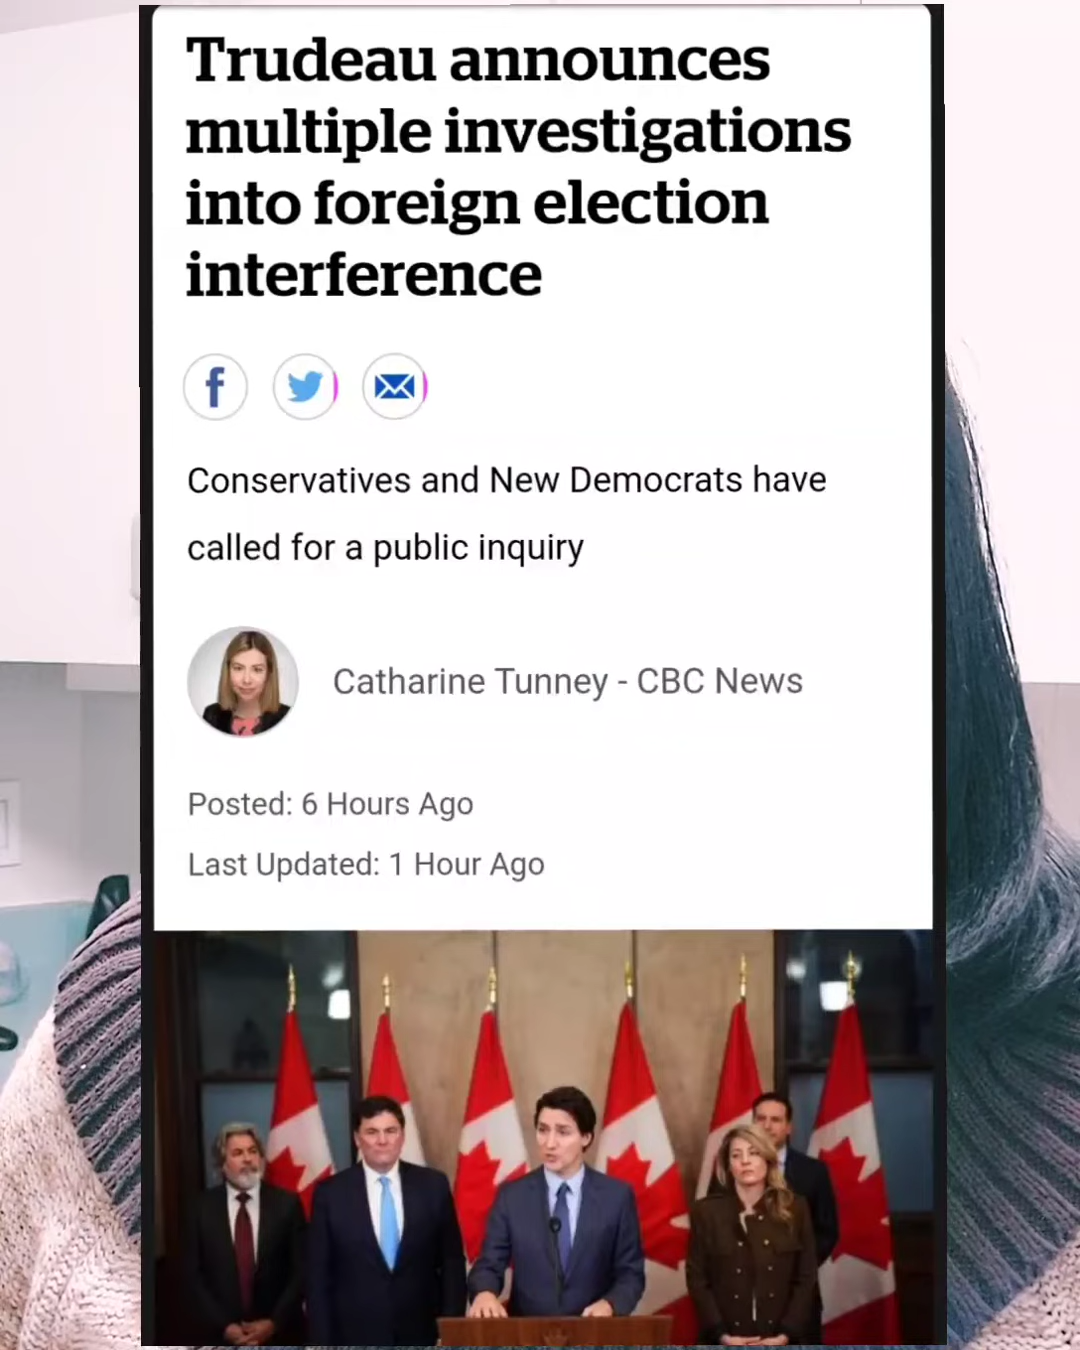 Trudeau announces
multiple investigations
into foreign election
interference
Conservatives and New Democrats have
called for a public inquiry
Catharine Tunney - CBC News
Posted: 6 Hours Ago
Last Updated: 1 Hour Ago